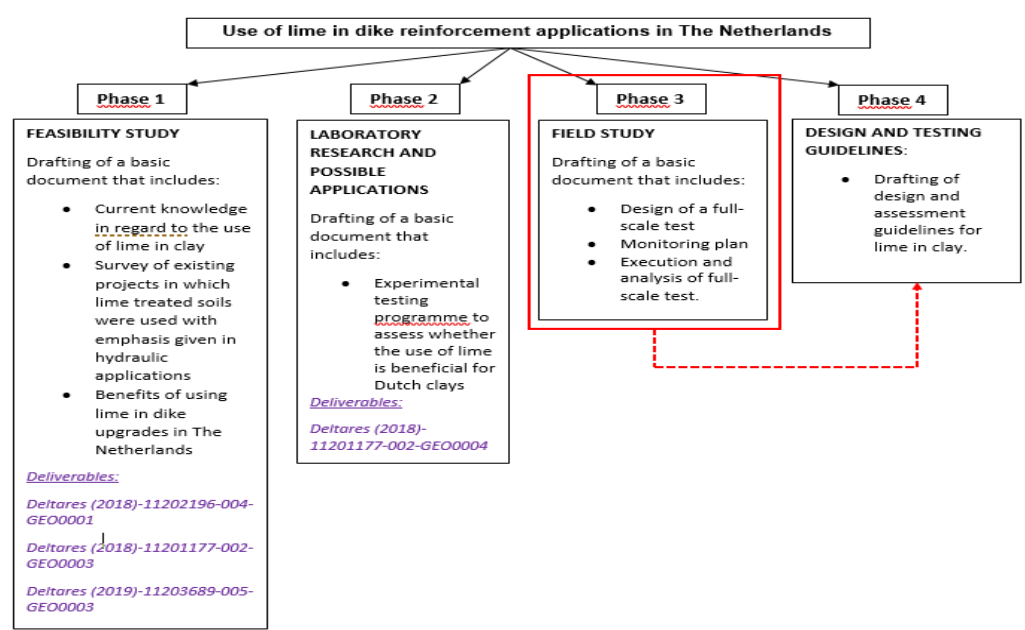 Use of lime in dike reinforcement applications in The Netherlands
Phase 1
FEASIBILITY STUDY
Drafting of a basic
document that includes:
• Current knowledge
in regard to the use
of lime in clay
• Survey of existing
projects in which
lime treated soils
were used with
emphasis given in
hydraulic
applications
• Benefits of using
lime in dike
upgrades in The
Netherlands
Deliverables:
Deltares (2018)-11202196-004-
GEO0001
Deltares (2018)-11201177-002-
GEO0003
Deltares (2019)-11203689-005-
GEO0003
Phase 2
LABORATORY
RESEARCH AND
POSSIBLE
APPLICATIONS
Drafting of a basic
document that
includes:
• Experimental
testing
programme to
assess whether
the use of lime
is beneficial for
Dutch clays
Deliverables:
Deltares (2018)-
11201177-002-GEO0004
Phase 3
FIELD STUDY
Drafting of a basic
document that includes:
• Design of a full-
scale test
• Monitoring plan
• Execution and
analysis of full-
scale test.
Phase 4
DESIGN AND TESTING
GUIDELINES:
• Drafting of
design and
assessment
guidelines for
lime in clay.